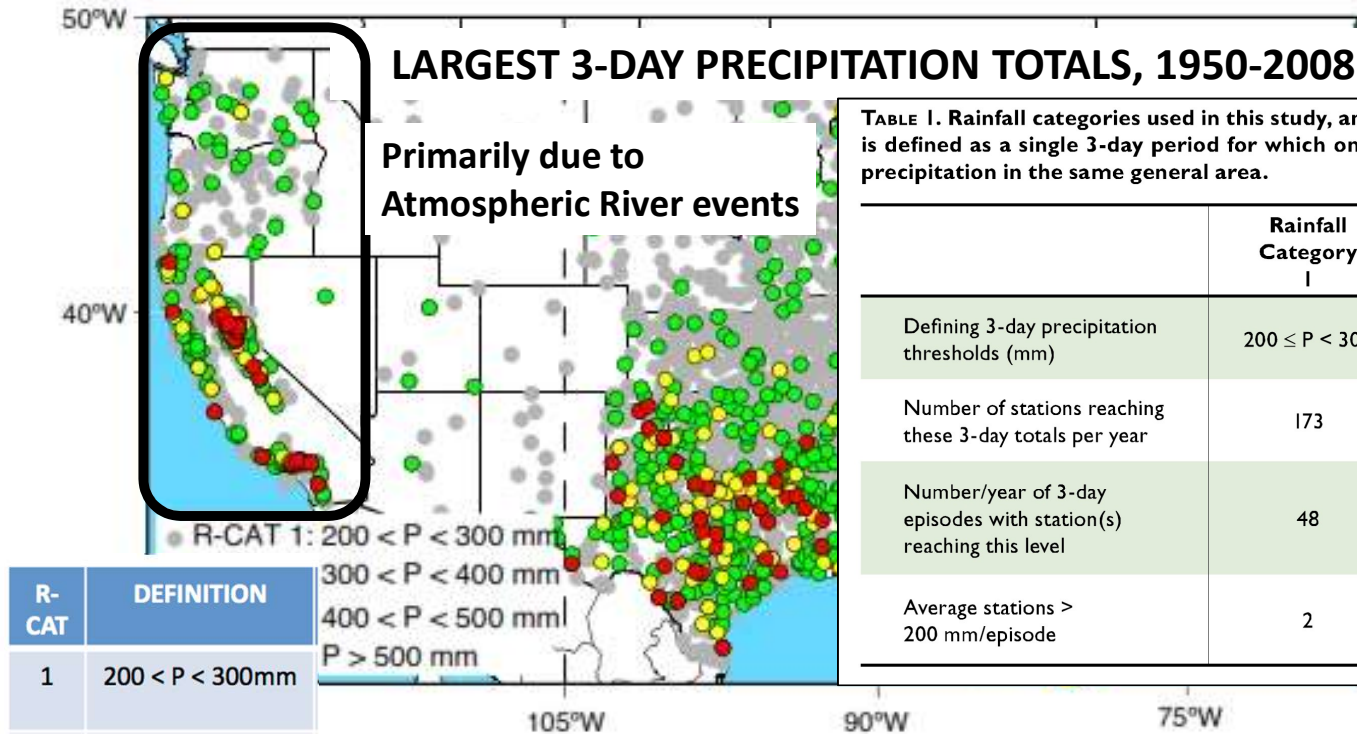 50°W
LARGEST 3-DAY PRECIPITATION TOTALS, 1950-2008
Primarily due to
Atmospheric River events
TABLE 1. Rainfall categories used in this study, an
is defined as a single 3-day period for which on
precipitation in the same general area.
Rainfall
Category
1
Defining 3-day precipitation
thresholds (mm)
200 ≤ P < 30
Number of stations reaching
these 3-day totals per year
173
Number/year of 3-day
episodes with station(s)
reaching this level
48
Average stations >
200 mm/episode
2
40°W
R-CAT 1: 200 < P < 300 mm
300 < P < 400 mm
400 < P < 500 mm
P > 500 mm
R-
CAT
DEFINITION
1
200 < P < 300mm
105°W
90°W
75°W